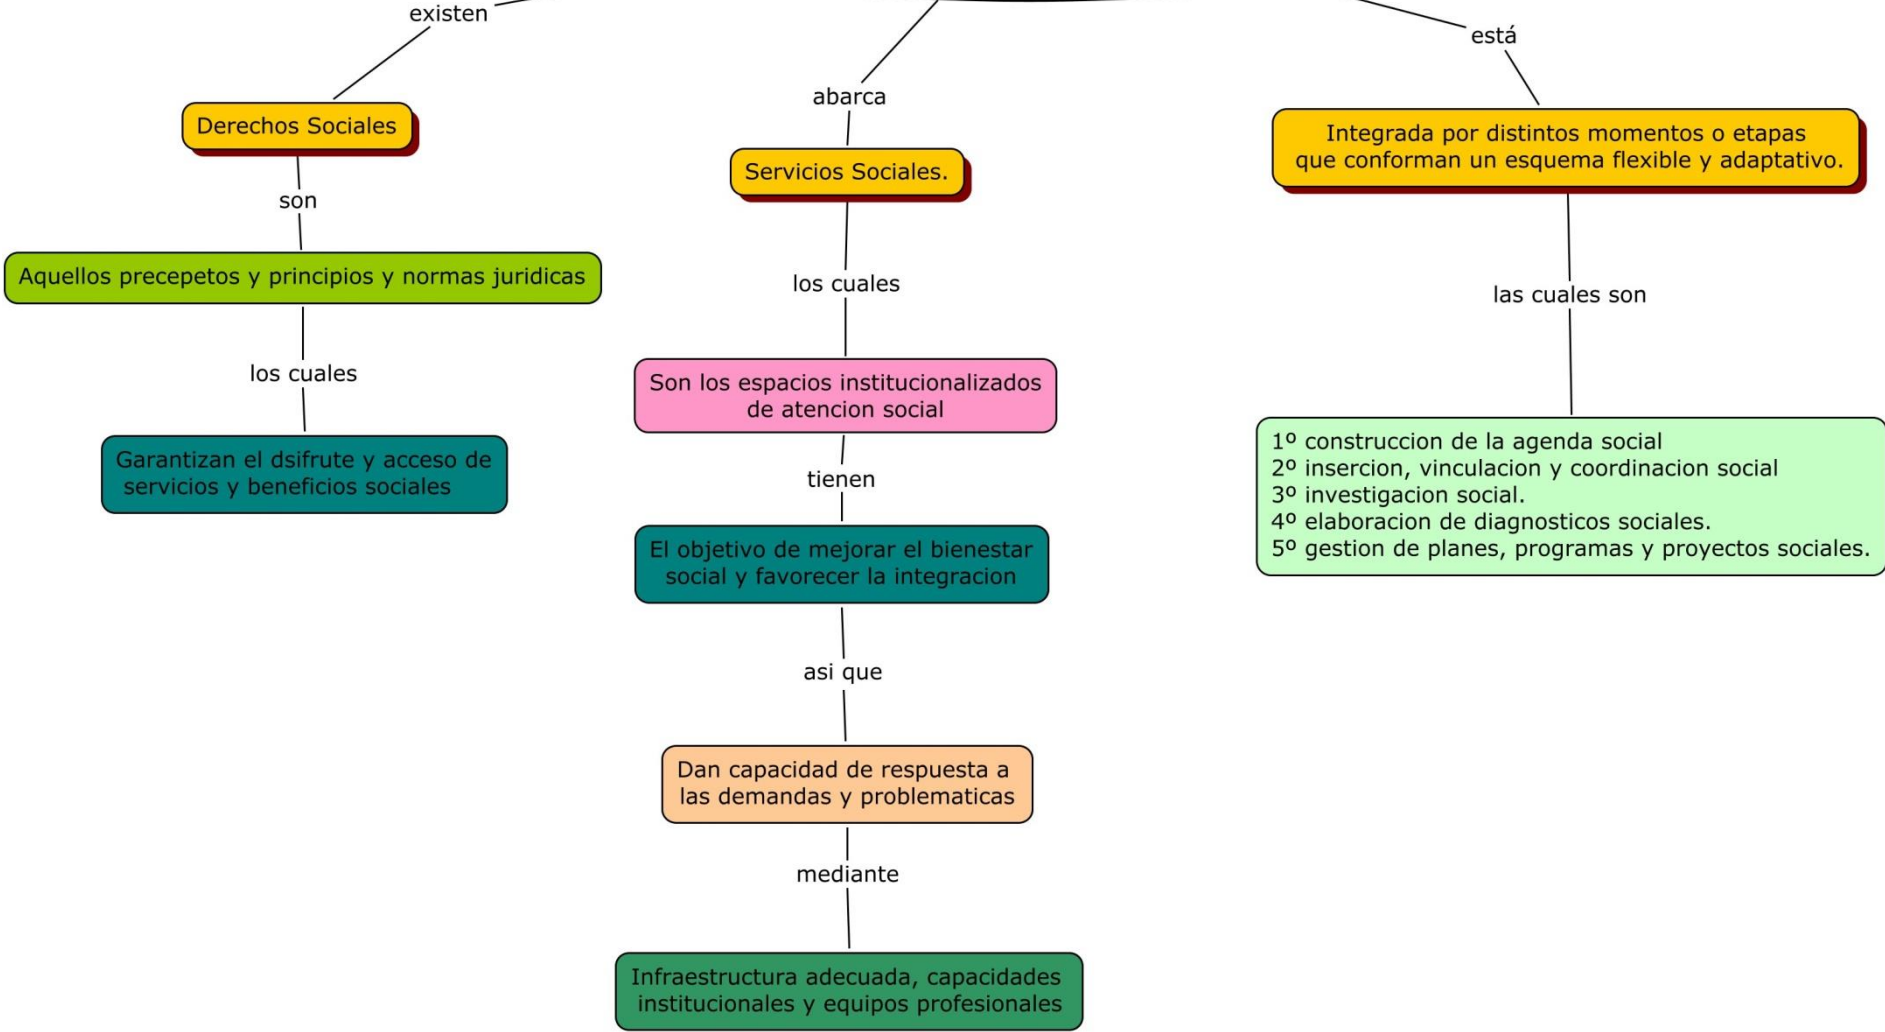 existen
Derechos Sociales
son
Aquellos precepetos y principios y normas juridicas
los cuales
Garantizan el dsifrute y acceso de
servicios y beneficios sociales
abarca
Servicios Sociales.
los cuales
Son los espacios institucionalizados
de atencion social
tienen
El objetivo de mejorar el bienestar
social y favorecer la integracion
asi que
Dan capacidad de respuesta a
las demandas y problematicas
mediante
Infraestructura adecuada, capacidades
institucionales y equipos profesionales
está
Integrada por distintos momentos o etapas
que conforman un esquema flexible y adaptativo.
las cuales son
1º construccion de la agenda social
2º insercion, vinculacion y coordinacion social
3º investigacion social.
4º elaboracion de diagnosticos sociales.
5º gestion de planes, programas y proyectos sociales.